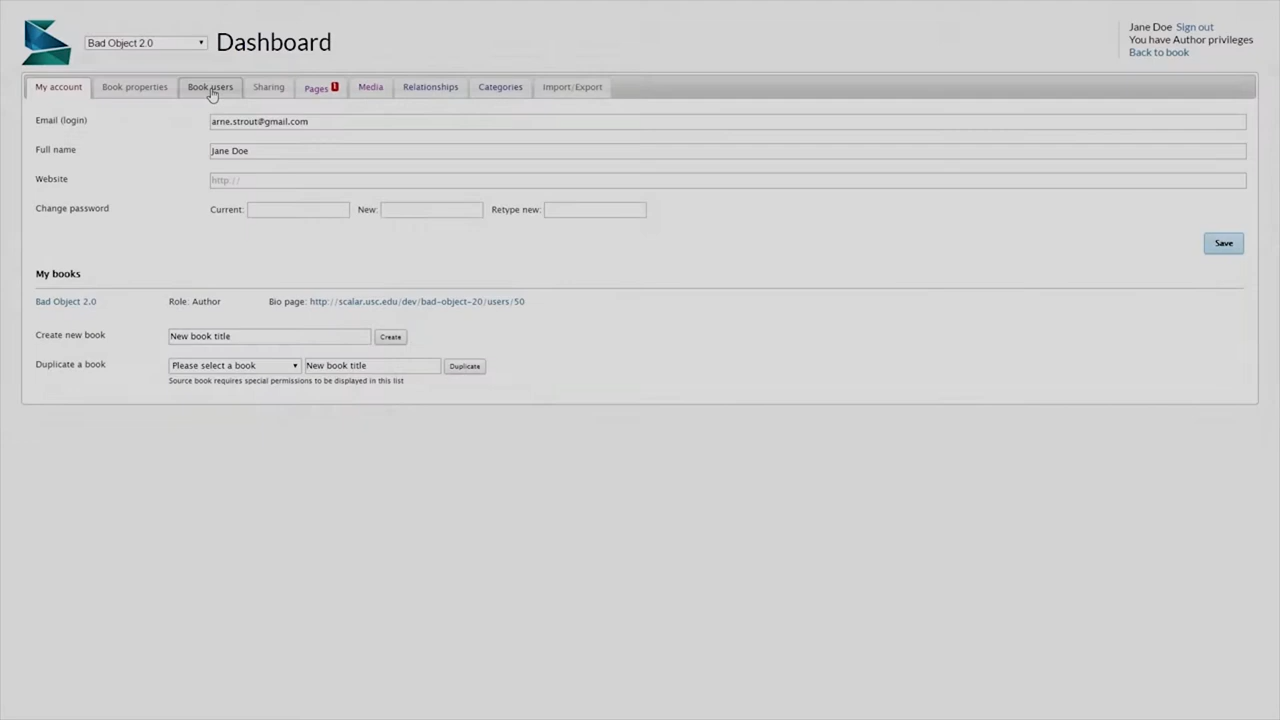 Bad Object 2.0 Dashboard
Jane Doe Sign out
You have Author privileges
Back to book
My account Book properties Book users Sharing Pages 1 Media Relationships Categories Import/Export
Email (login) arne.strout@gmail.com
Full name Jane Doe
Website http://
Change password Current: New: Retype new:
Save
My books
Bad Object 2.0 Role: Author Bio page: http://scalar.usc.edu/dev/bad-object-20/users/50
Create new book New book title Create
Duplicate a book Please select a book New book title Duplicate
Source book requires special permissions to be displayed in this list